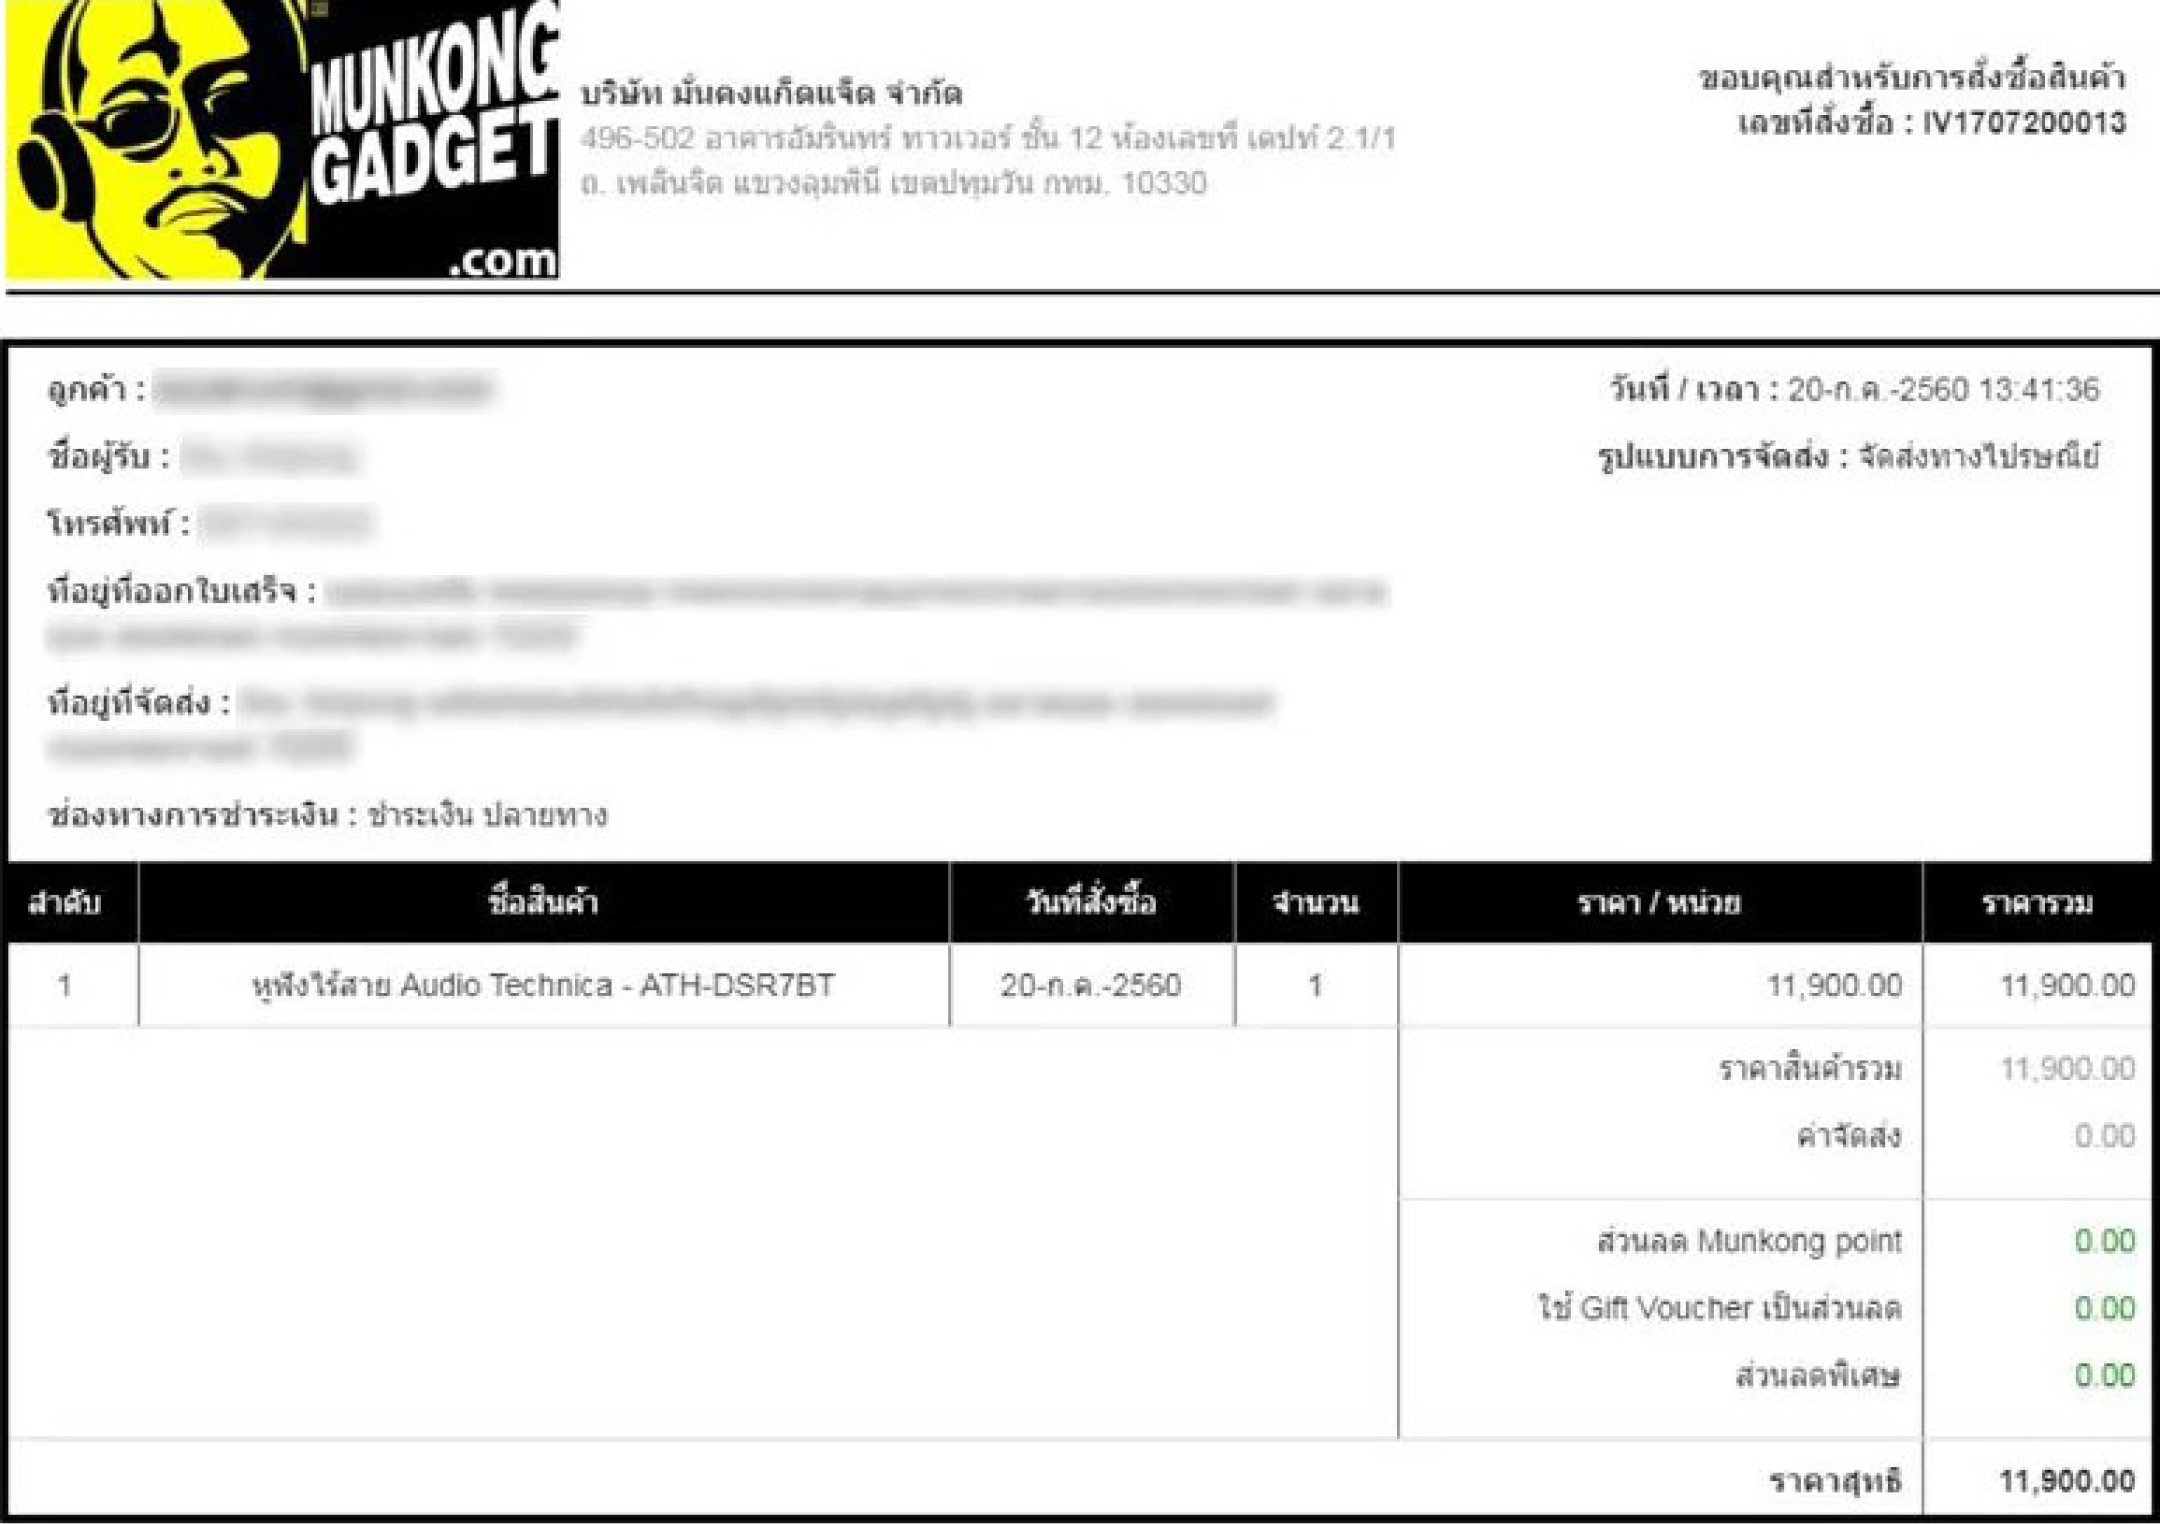 MUNKONG
GADGET
.com
บริษัท มั่นคงแก็ดแจ็ต จำกัด
496-502 อาคารอัมรินทร์ ทาวเวอร์ ชั้น 12 ห้องเลขที่ เคปท์ 2.1/1
ถ. เพลินจิต แขวงลุมพินี เขตปทุมวัน กทม. 10330
ขอบคุณสำหรับการสั่งซื้อสินค้า
เลขที่สั่งซื้อ : IV1707200013
ลูกค้า :
วันที่ / เวลา : 20-ก.ค.-2560 13:41:36
ชื่อผู้รับ :
รูปแบบการจัดส่ง : จัดส่งทางไปรษณีย์
โทรศัพท์ :
ที่อยู่ที่ออกใบเสร็จ :
ที่อยู่ที่จัดส่ง :
ช่องทางการชำระเงิน : ชำระเงิน ปลายทาง
ลำดับ ชื่อสินค้า วันที่สั่งซื้อ จำนวน ราคา / หน่วย ราคารวม
1 หูฟังไร้สาย Audio Technica - ATH-DSR7BT 20-ก.ค.-2560 1 11,900.00 11,900.00
ราคาสินค้ารวม 11,900.00
ค่าจัดส่ง 0.00
ส่วนลด Munkong point 0.00
ใช้ Gift Voucher เป็นส่วนลด 0.00
ส่วนลดพิเศษ 0.00
ราคาสุทธิ 11,900.00